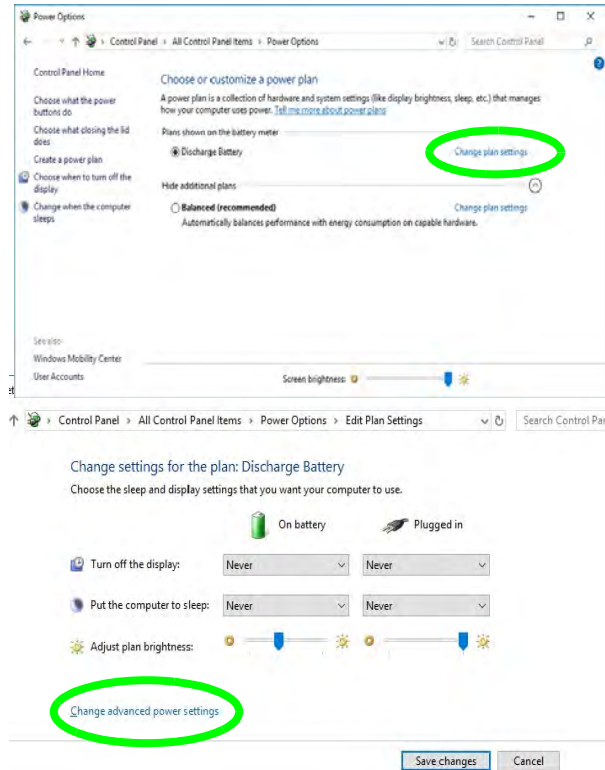 Power Options
Control Panel > All Control Panel Items > Power Options
Search Control Panel
Control Panel Home
Choose what the power
buttons do
Choose what closing the lid
does
Create a power plan
Choose when to turn off the
display
Change when the computer
sleeps
Choose or customize a power plan
A power plan is a collection of hardware and system settings (like display brightness, sleep, etc.) that manages
how your computer uses power. Tell me more about power plans
Plans shown on the battery meter
Discharge Battery
Change plan settings
Hide additional plans
Balanced (recommended)
Change plan settings
Automatically balances performance with energy consumption on capable hardware.
See also
Windows Mobility Center
User Accounts
Screen brightness:
et
Control Panel > All Control Panel Items > Power Options > Edit Plan Settings
Search Control Par
Change settings for the plan: Discharge Battery
Choose the sleep and display settings that you want your computer to use.
On battery
Plugged in
Turn off the display:
Never
Never
Put the computer to sleep:
Never
Never
Adjust plan brightness:
Change advanced power settings
Save changes
Cancel